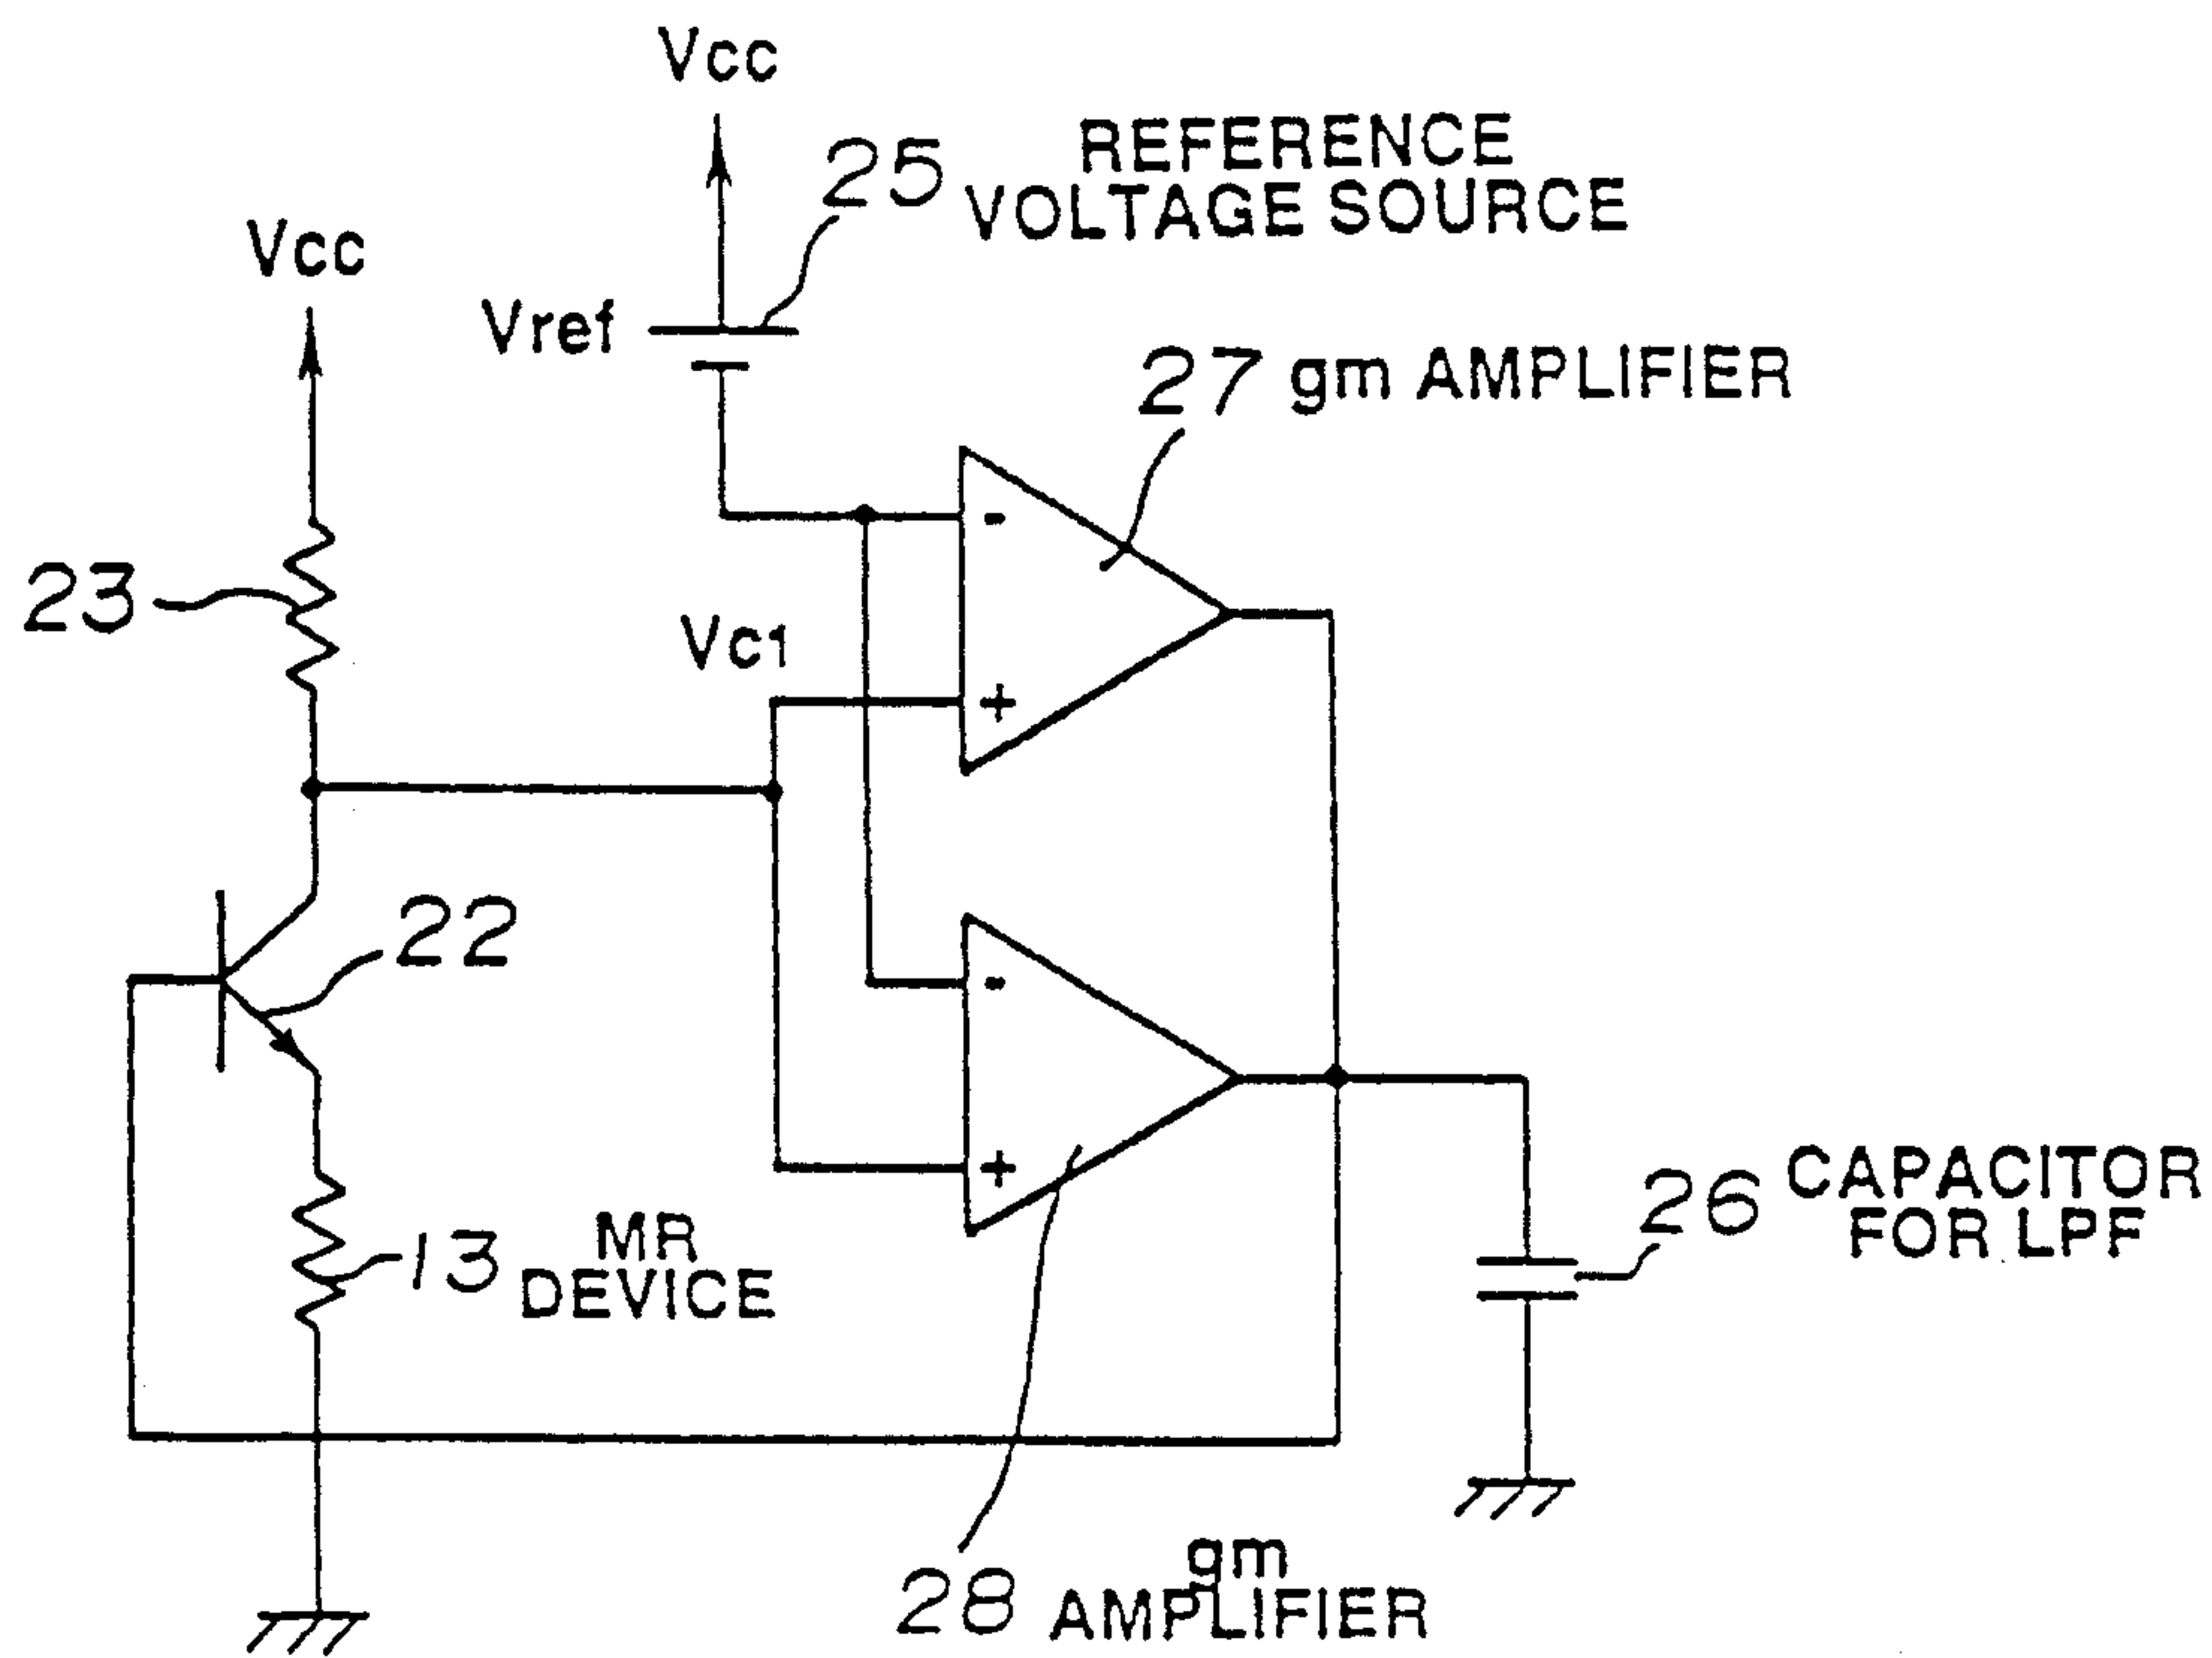 Vcc
25 REFERENCE
VOLTAGE SOURCE
Vcc
Vref
27 gm AMPLIFIER
-
23
Vc1
+
22
-
+
26 CAPACITOR
FOR LPF
13 MR
DEVICE
28 gm
AMPLIFIER